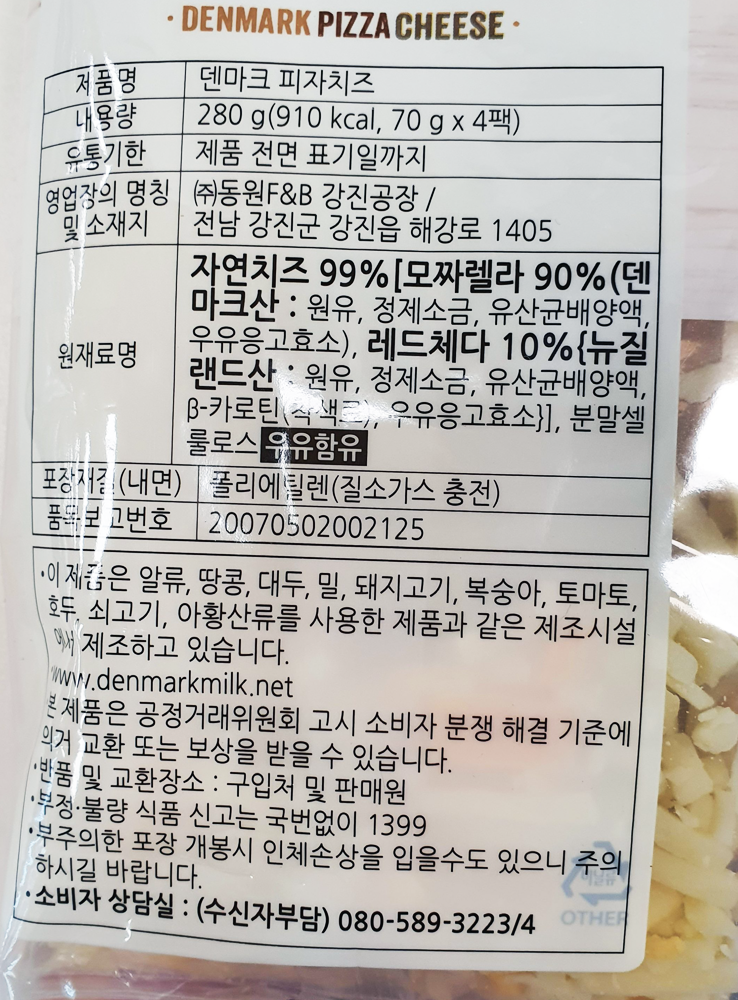 · DENMARK PIZZA CHEESE ·
제품명 덴마크 피자치즈
내용량 280 g(910 kcal, 70 g x 4팩)
유통기한 제품 전면 표기일까지
영업장의 명칭 ㈜동원F&B 강진공장 /
및 소재지 전남 강진군 강진읍 해강로 1405
자연치즈 99%[모짜렐라 90%(덴
마크산 : 원유, 정제소금, 유산균배양액,
우유응고효소), 레드체다 10%{뉴질
원재료명
랜드산 : 원유, 정제소금, 유산균배양액,
β-카로틴(착색료), 우유응고효소}], 분말셀
룰로스 우유함유
포장재질(내면) 폴리에틸렌(질소가스 충전)
품목보고번호 20070502002125
·이 제품은 알류, 땅콩, 대두, 밀, 돼지고기, 복숭아, 토마토,
호두, 쇠고기, 아황산류를 사용한 제품과 같은 제조시설
에서 제조하고 있습니다.
www.denmarkmilk.net
본 제품은 공정거래위원회 고시 소비자 분쟁 해결 기준에
의거 교환 또는 보상을 받을 수 있습니다.
·반품 및 교환장소 : 구입처 및 판매원
·부정·불량 식품 신고는 국번없이 1399
·부주의한 포장 개봉시 인체손상을 입을수도 있으니 주의
하시길 바랍니다.
·소비자 상담실 : (수신자부담) 080-589-3223/4
OTHER